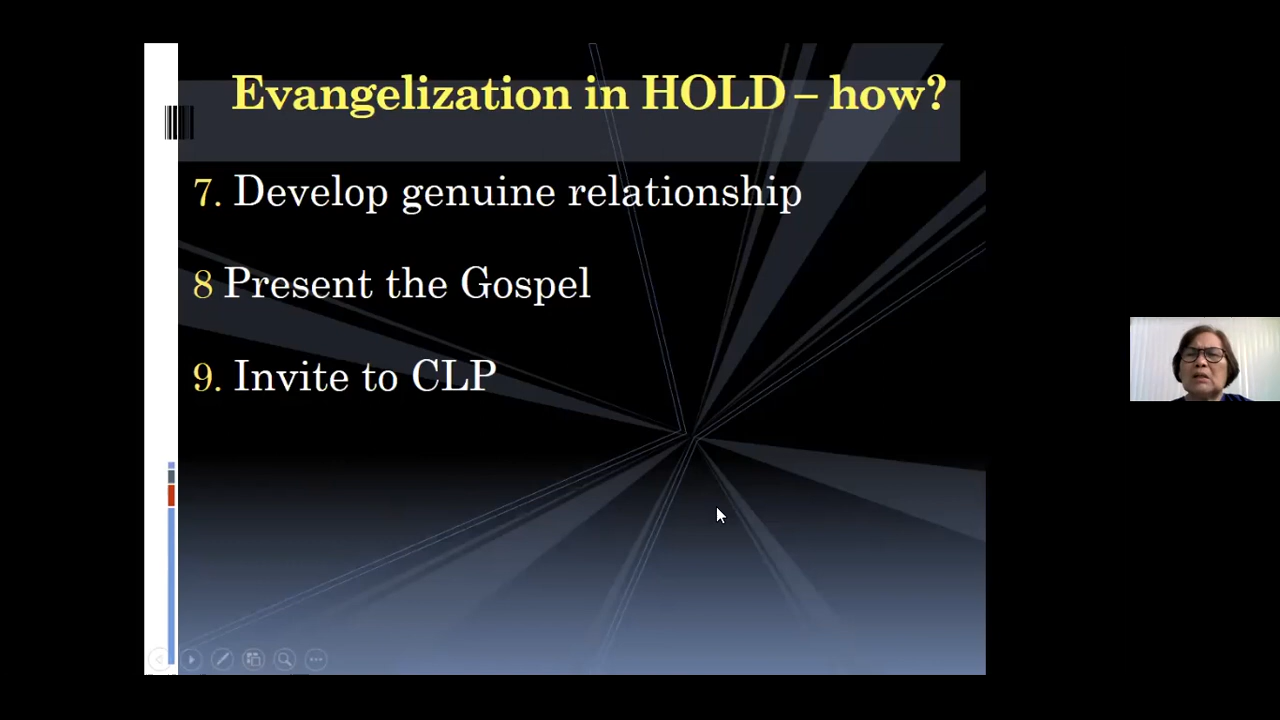 Evangelization in HOLD – how?
7. Develop genuine relationship
8 Present the Gospel
9. Invite to CLP